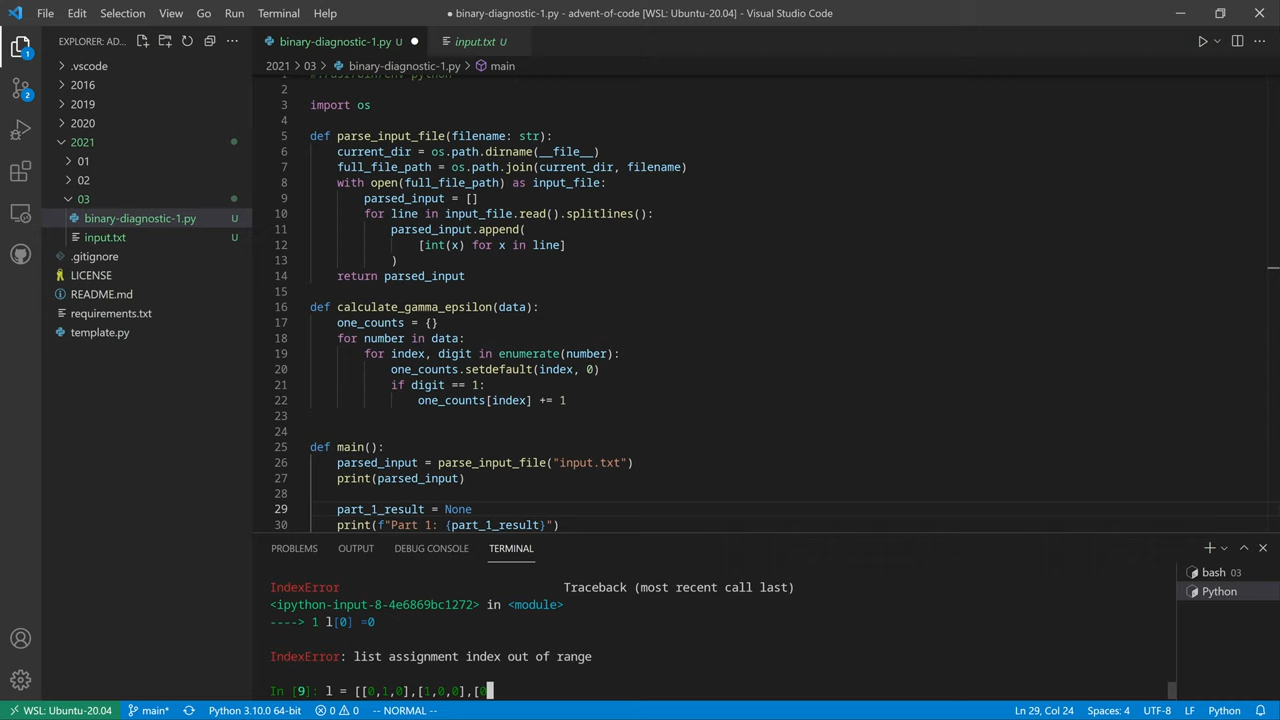 File Edit Selection View Go Run Terminal Help
● binary-diagnostic-1.py - advent-of-code [WSL: Ubuntu-20.04] - Visual Studio Code
EXPLORER: AD...
binary-diagnostic-1.py U
input.txt U
2021 > 03 > binary-diagnostic-1.py > main
.vscode
2016
2019
2020
2021
01
02
03
binary-diagnostic-1.py U
input.txt U
.gitignore
LICENSE
README.md
requirements.txt
template.py
2
3 import os
4
5 def parse_input_file(filename: str):
6 current_dir = os.path.dirname(__file__)
7 full_file_path = os.path.join(current_dir, filename)
8 with open(full_file_path) as input_file:
9 parsed_input = []
10 for line in input_file.read().splitlines():
11 parsed_input.append(
12 [int(x) for x in line]
13 )
14 return parsed_input
15
16 def calculate_gamma_epsilon(data):
17 one_counts = {}
18 for number in data:
19 for index, digit in enumerate(number):
20 one_counts.setdefault(index, 0)
21 if digit == 1:
22 one_counts[index] += 1
23
24
25 def main():
26 parsed_input = parse_input_file("input.txt")
27 print(parsed_input)
28
29 part_1_result = None
30 print(f"Part 1: {part_1_result}")
PROBLEMS OUTPUT DEBUG CONSOLE TERMINAL
IndexError Traceback (most recent call last)
<ipython-input-8-4e6869bc1272> in <module>
----> 1 l[0] =0
IndexError: list assignment index out of range
In [9]: l = [[0,1,0],[1,0,0],[0
bash 03
Python
1
2
WSL: Ubuntu-20.04 main* Python 3.10.0 64-bit 0 0 -- NORMAL -- Ln 29, Col 24 Spaces: 4 UTF-8 LF Python